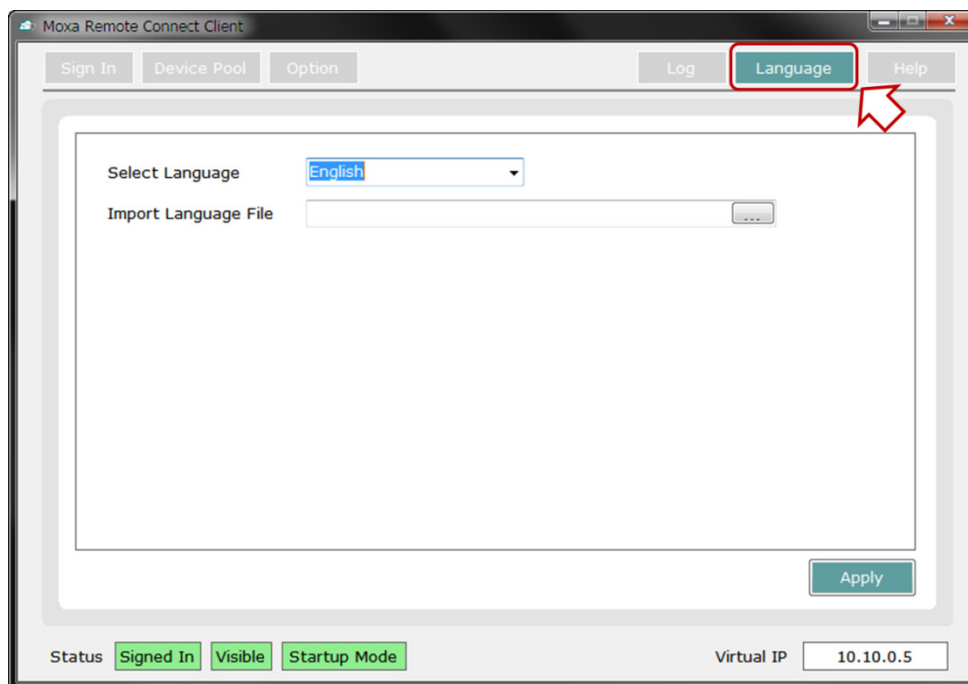 Moxa Remote Connect Client
Sign In Device Pool Option Log Language Help
Select Language English
Import Language File ...
Apply
Status Signed In Visible Startup Mode Virtual IP 10.10.0.5